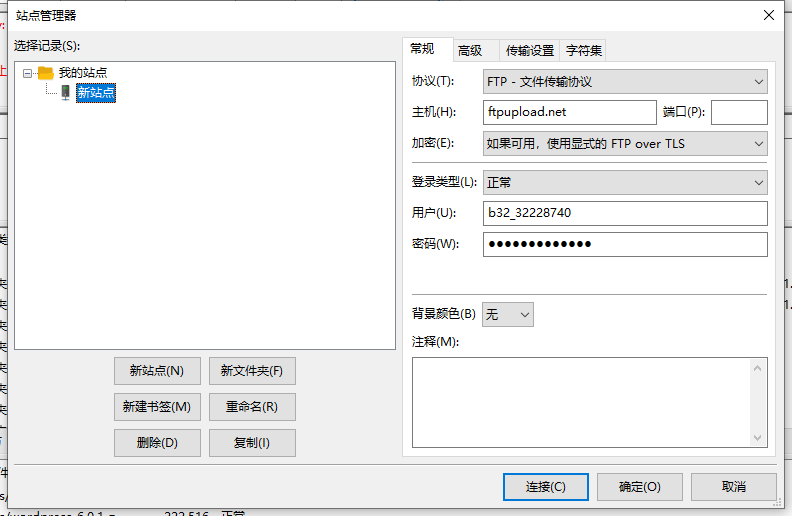 站点管理器
选择记录(S):
我的站点
新站点
新站点(N)
新文件夹(F)
新建书签(M)
重命名(R)
删除(D)
复制(I)
常规
高级
传输设置
字符集
协议(T):
FTP - 文件传输协议
主机(H):
ftpupload.net
端口(P):
加密(E):
如果可用，使用显式的 FTP over TLS
登录类型(L):
正常
用户(U):
b32_32228740
密码(W):
●●●●●●●●●●●●●
背景颜色(B)
无
注释(M):
连接(C)
确定(O)
取消